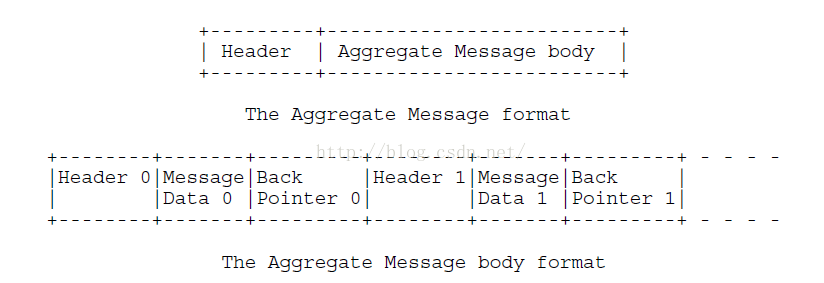 +---------+-------------------------+
| Header  | Aggregate Message body  |
+---------+-------------------------+
The Aggregate Message format
http://blog.csdn.net/
+--------+-------+---------+--------+-------+---------+ - - - -
|Header 0|Message|Back     |Header 1|Message|Back     |
|        |Data 0 |Pointer 0|        |Data 1 |Pointer 1|
+--------+-------+---------+--------+-------+---------+ - - - -
The Aggregate Message body format